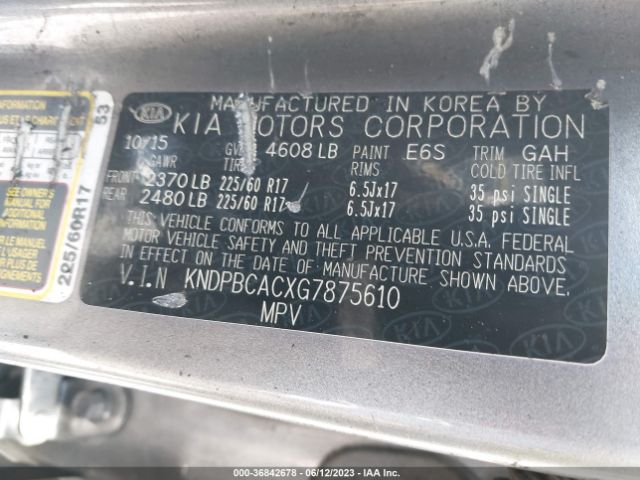 MANUFACTURED IN KOREA BY
KIA KIA MOTORS CORPORATION
10/15 4608 LB PAINT E6S TRIM GAH
GAWR TIRE RIMS COLD TIRE INFL
FRONT 2370 LB 225/60 R17 6.5Jx17 35 psi SINGLE
REAR 2480 LB 225/60 R17 6.5Jx17 35 psi SINGLE
THIS VEHICLE CONFORMS TO ALL APPLICABLE U.S.A. FEDERAL
MOTOR VEHICLE SAFETY AND THEFT PREVENTION STANDARDS
IN EFFECT ON THE DATE OF MANUFACTURE SHOWN ABOVE.
V.I.N KNDPBCACXG7875610
MPV
53
SEE OWNER'S
MANUAL FOR
ADDITIONAL
INFORMATION
225/60R17
000-36842678 - 06/12/2023 - IAA Inc.